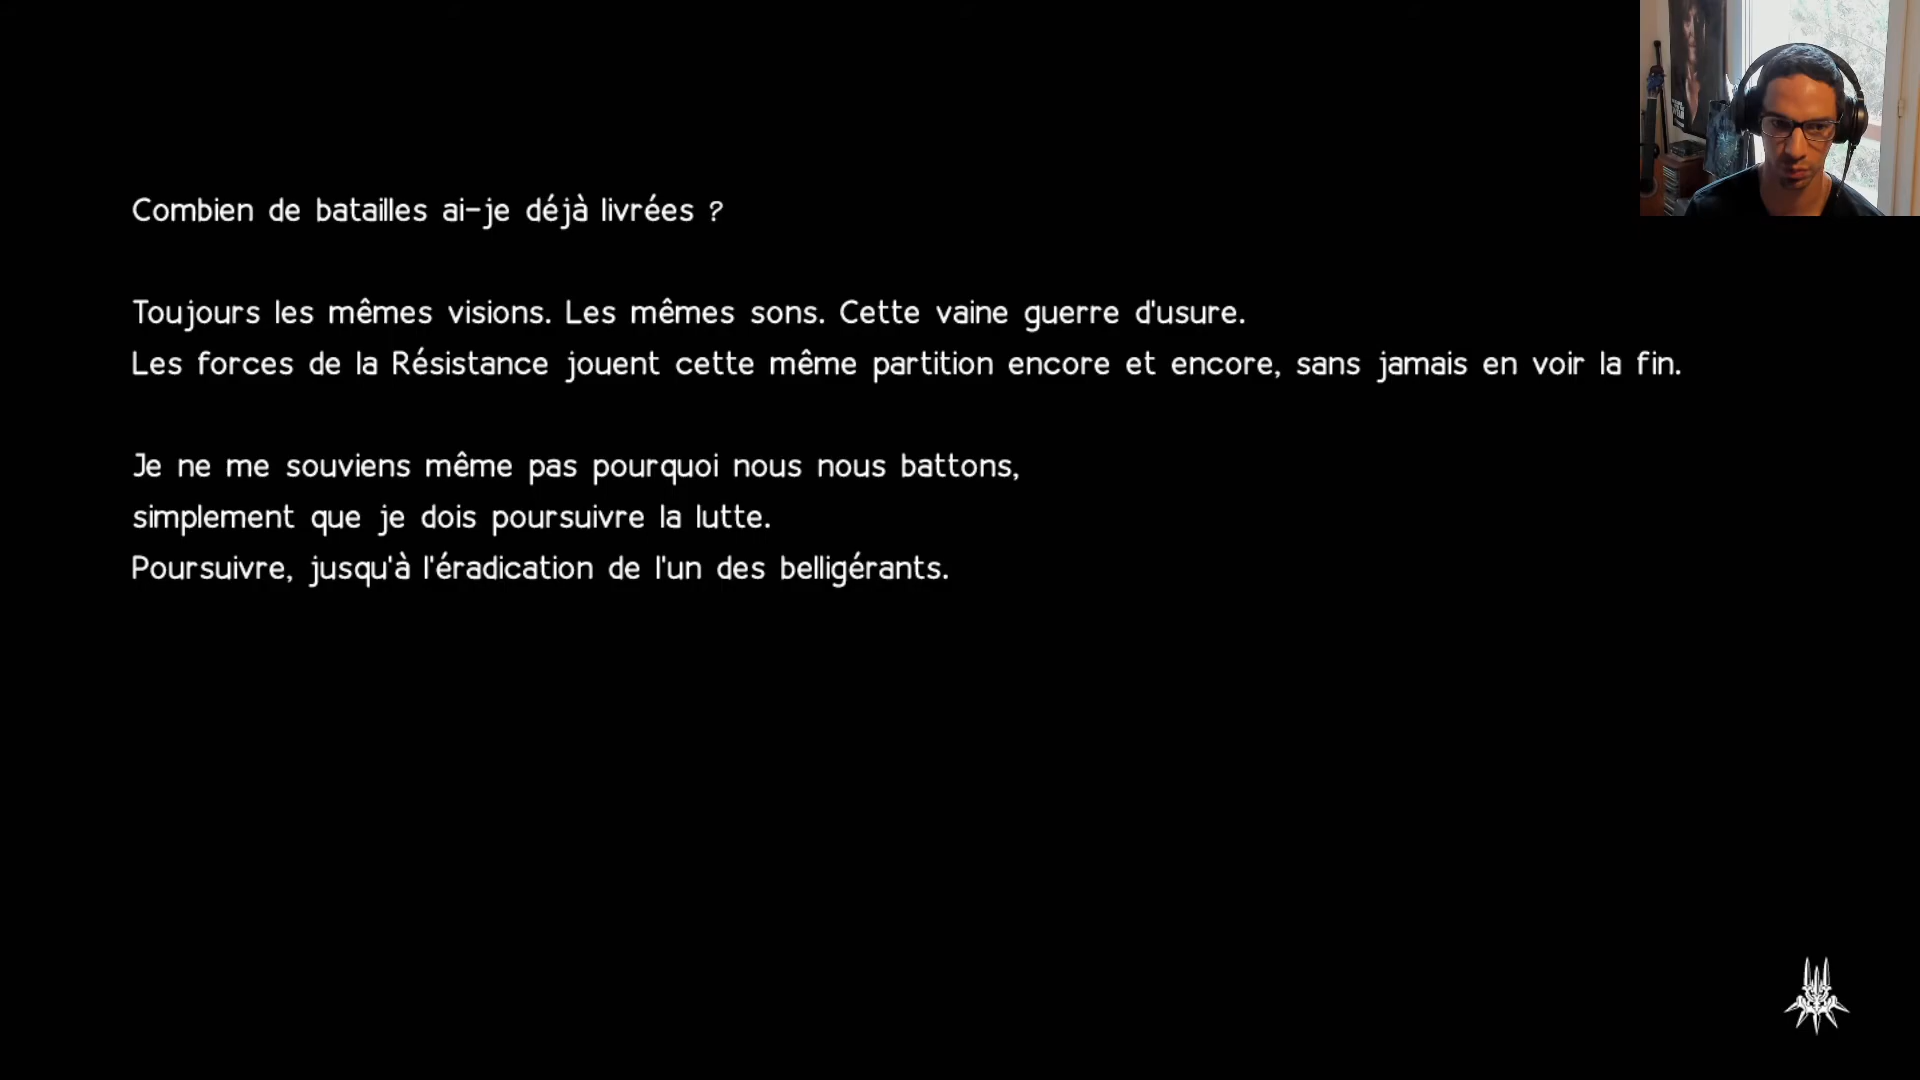 Combien de batailles ai-je déjà livrées ?
Toujours les mêmes visions. Les mêmes sons. Cette vaine guerre d'usure.
Les forces de la Résistance jouent cette même partition encore et encore, sans jamais en voir la fin.
Je ne me souviens même pas pourquoi nous nous battons,
simplement que je dois poursuivre la lutte.
Poursuivre, jusqu'à l'éradication de l'un des belligérants.